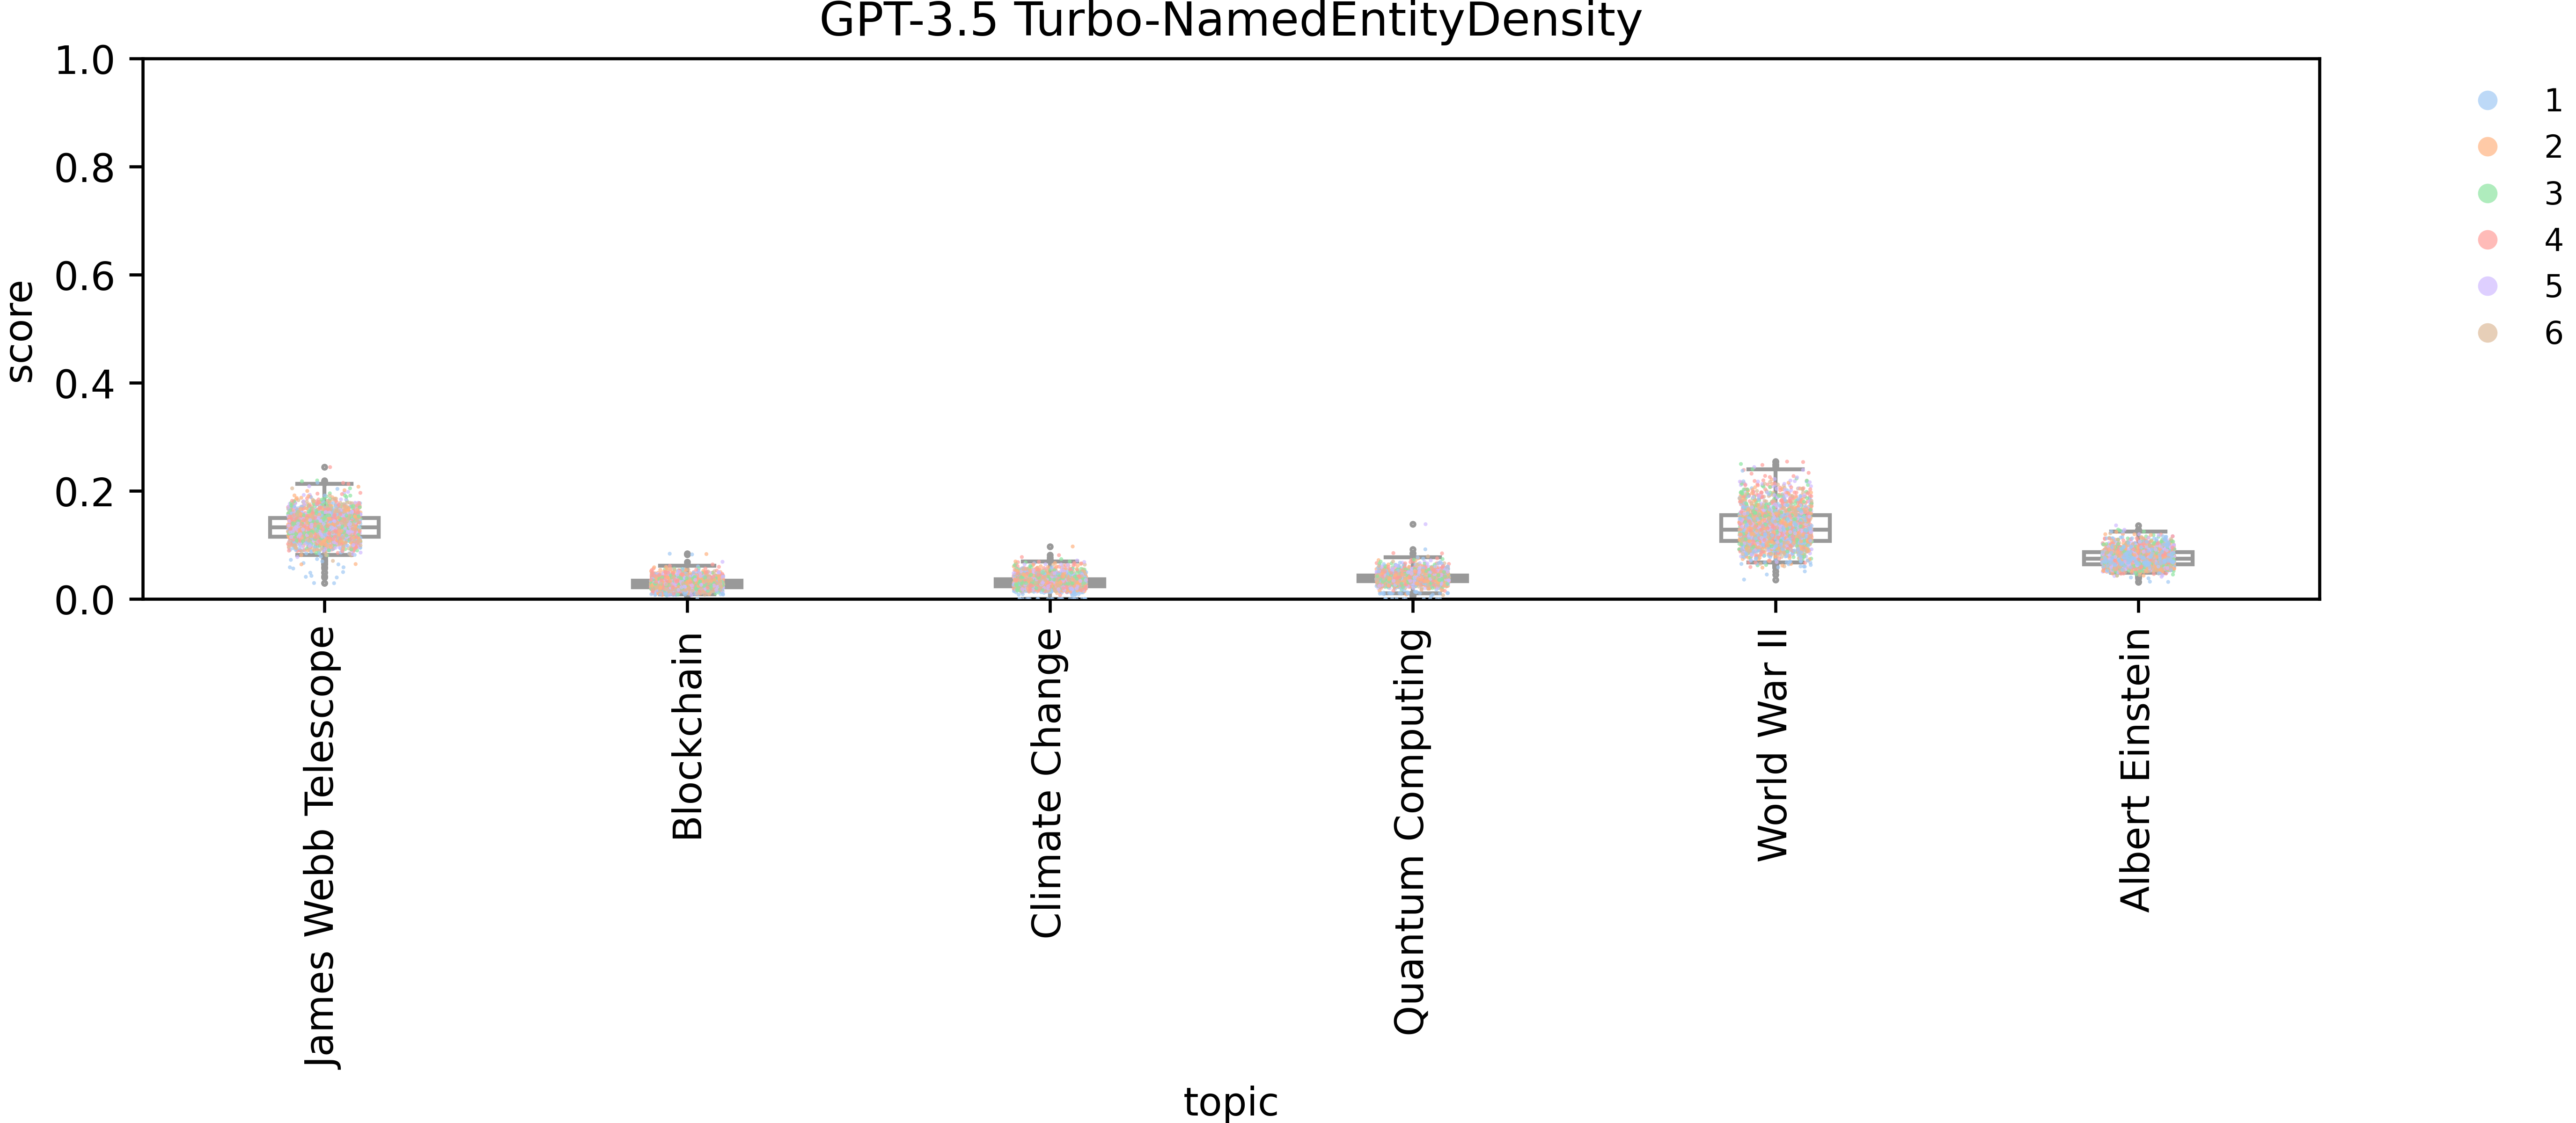 GPT-3.5 Turbo-NamedEntityDensity
1.0
0.8
0.6
0.4
0.2
0.0
score
James Webb Telescope
Blockchain
Climate Change
Quantum Computing
World War II
Albert Einstein
topic
1
2
3
4
5
6